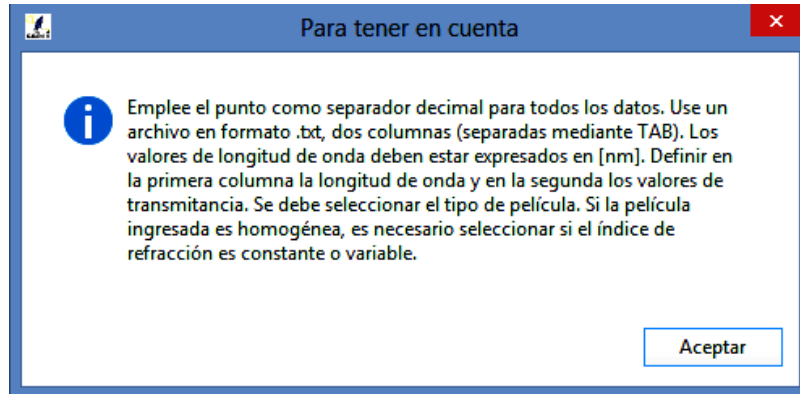 Para tener en cuenta
Emplee el punto como separador decimal para todos los datos. Use un
archivo en formato .txt, dos columnas (separadas mediante TAB). Los
valores de longitud de onda deben estar expresados en [nm]. Definir en
la primera columna la longitud de onda y en la segunda los valores de
transmitancia. Se debe seleccionar el tipo de película. Si la película
ingresada es homogénea, es necesario seleccionar si el índice de
refracción es constante o variable.
Aceptar